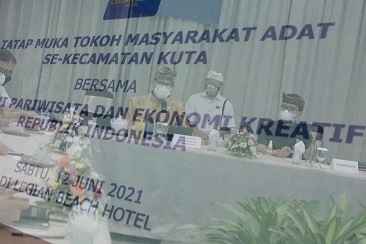 TATAP MUKA TOKOH MASYARAKAT ADAT
SE-KECAMATAN KUTA
BERSAMA
RI PARIWISATA DAN EKONOMI KREATIF
REPUBLIK INDONESIA
SABTU, 12 JUNI 2021
DI LEGIAN BEACH HOTEL